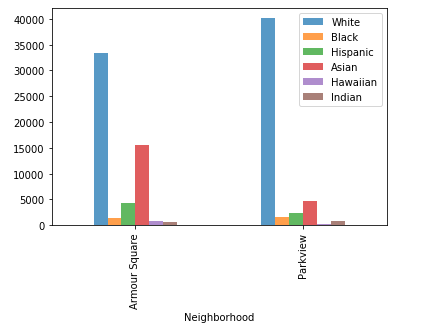 40000
35000
30000
25000
20000
15000
10000
5000
0
White
Black
Hispanic
Asian
Hawaiian
Indian
Armour Square
Parkview
Neighborhood